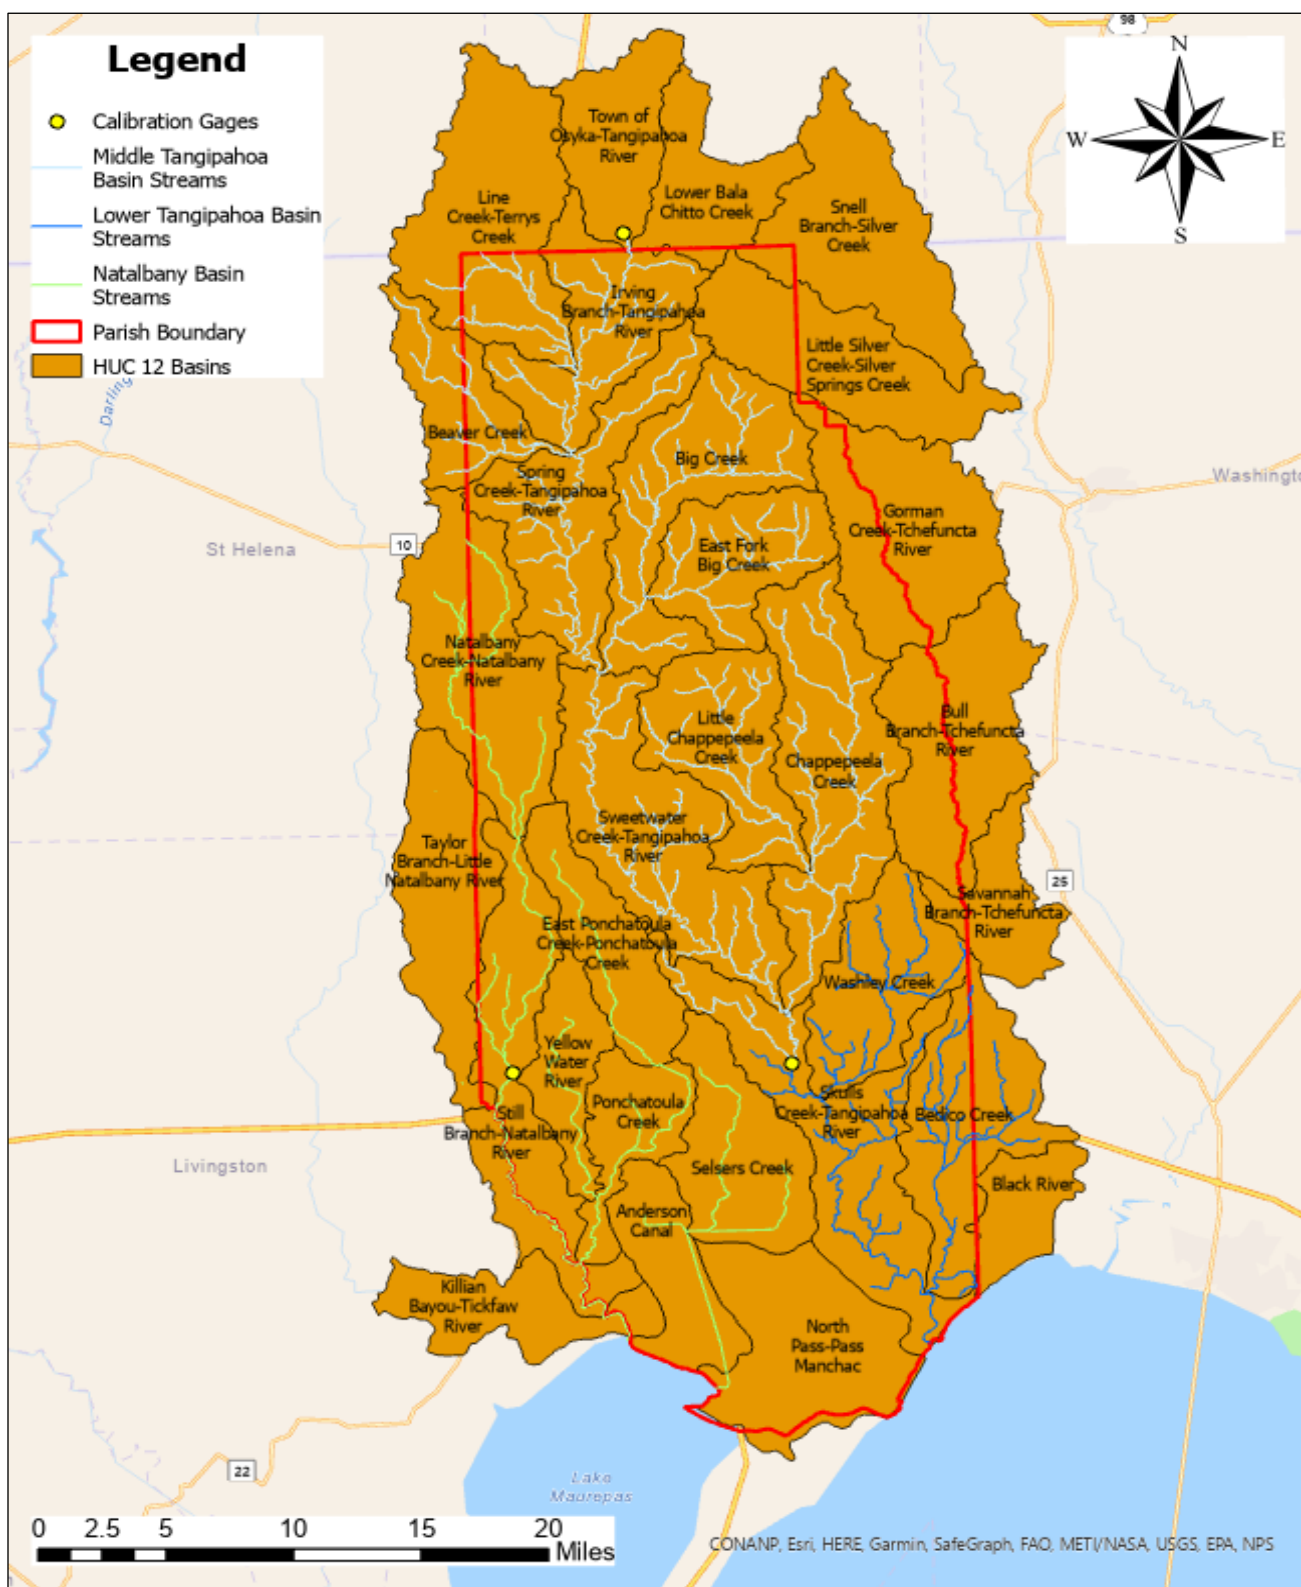 Legend
Calibration Gages
Middle Tangipahoa
Basin Streams
Lower Tangipahoa Basin
Streams
Natalbany Basin
Streams
Parish Boundary
HUC 12 Basins
98
N
W
E
S
Darling
Town of
Osyka-Tangipahoa
River
Line
Creek-Terrys
Creek
Lower Bala
Chitto Creek
Snell
Branch-Silver
Creek
Irving
Branch-Tangipahoa
River
Little Silver
Creek-Silver
Springs Creek
Beaver Creek
Big Creek
Spring
Creek-Tangipahoa
River
Washingto
Gorman
Creek-Tchefuncta
River
10
St Helena
East Fork
Big Creek
Natalbany
Creek-Natalbany
River
Bull
Branch-Tchefuncta
River
Little
Chappepeela
Creek
Chappepeela
Creek
Sweetwater
Creek-Tangipahoa
River
Taylor
Branch-Little
Natalbany River
25
Savannah
Branch-Tchefuncta
River
East Ponchatoula
Creek-Ponchatoula
Creek
Washley Creek
Yellow
Water
River
Ponchatoula
Creek
Skulls
Creek-Tangipahoa
River
Bedico Creek
Still
Branch-Natalbany
River
Livingston
Selsers Creek
Black River
Anderson
Canal
Killian
Bayou-Tickfaw
River
North
Pass-Pass
Manchac
22
Lake
Maurepas
0 2.5 5 10 15 20
Miles
CONANP, Esri, HERE, Garmin, SafeGraph, FAO, METI/NASA, USGS, EPA, NPS